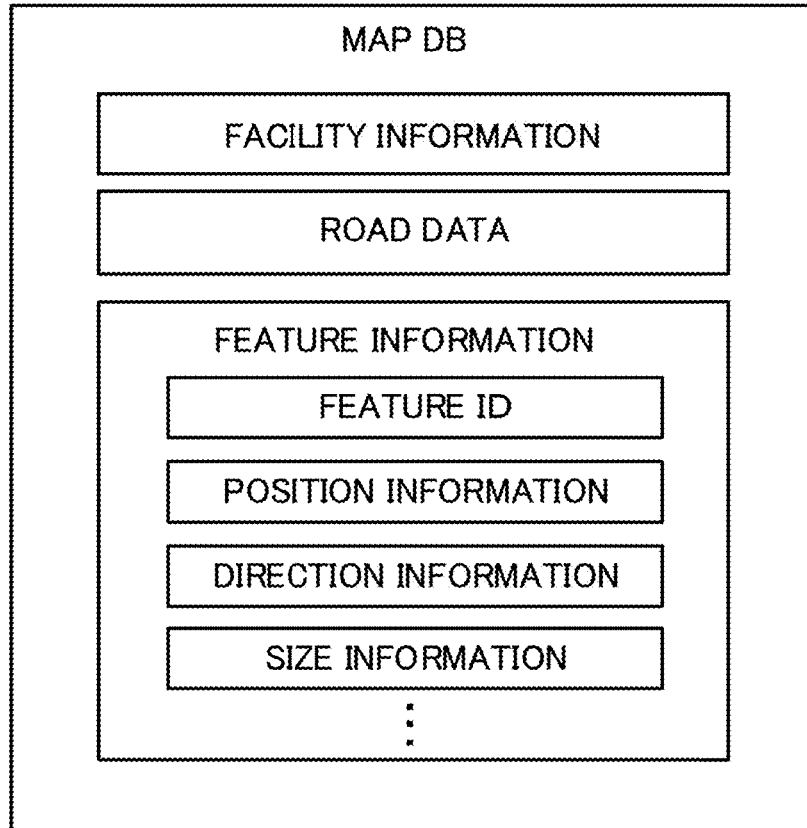 MAP DB
FACILITY INFORMATION
ROAD DATA
FEATURE INFORMATION
FEATURE ID
POSITION INFORMATION
DIRECTION INFORMATION
SIZE INFORMATION
⋮